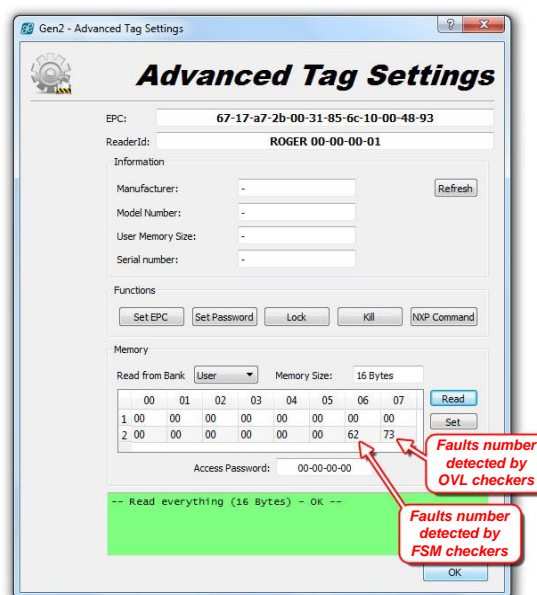 Gen2 - Advanced Tag Settings
Advanced Tag Settings
EPC: 67-17-a7-2b-00-31-85-6c-10-00-48-93
ReaderId: ROGER 00-00-00-01
Information
Manufacturer: - Refresh
Model Number: -
User Memory Size: -
Serial number: -
Functions
Set EPC Set Password Lock Kill NXP Command
Memory
Read from Bank User Memory Size: 16 Bytes
00 01 02 03 04 05 06 07 Read
1 00 00 00 00 00 00 00 00 Set
2 00 00 00 00 00 00 62 73
Faults number
detected by
OVL checkers
Access Password: 00-00-00-00
-- Read everything (16 Bytes) - OK --
Faults number
detected by
FSM checkers
OK